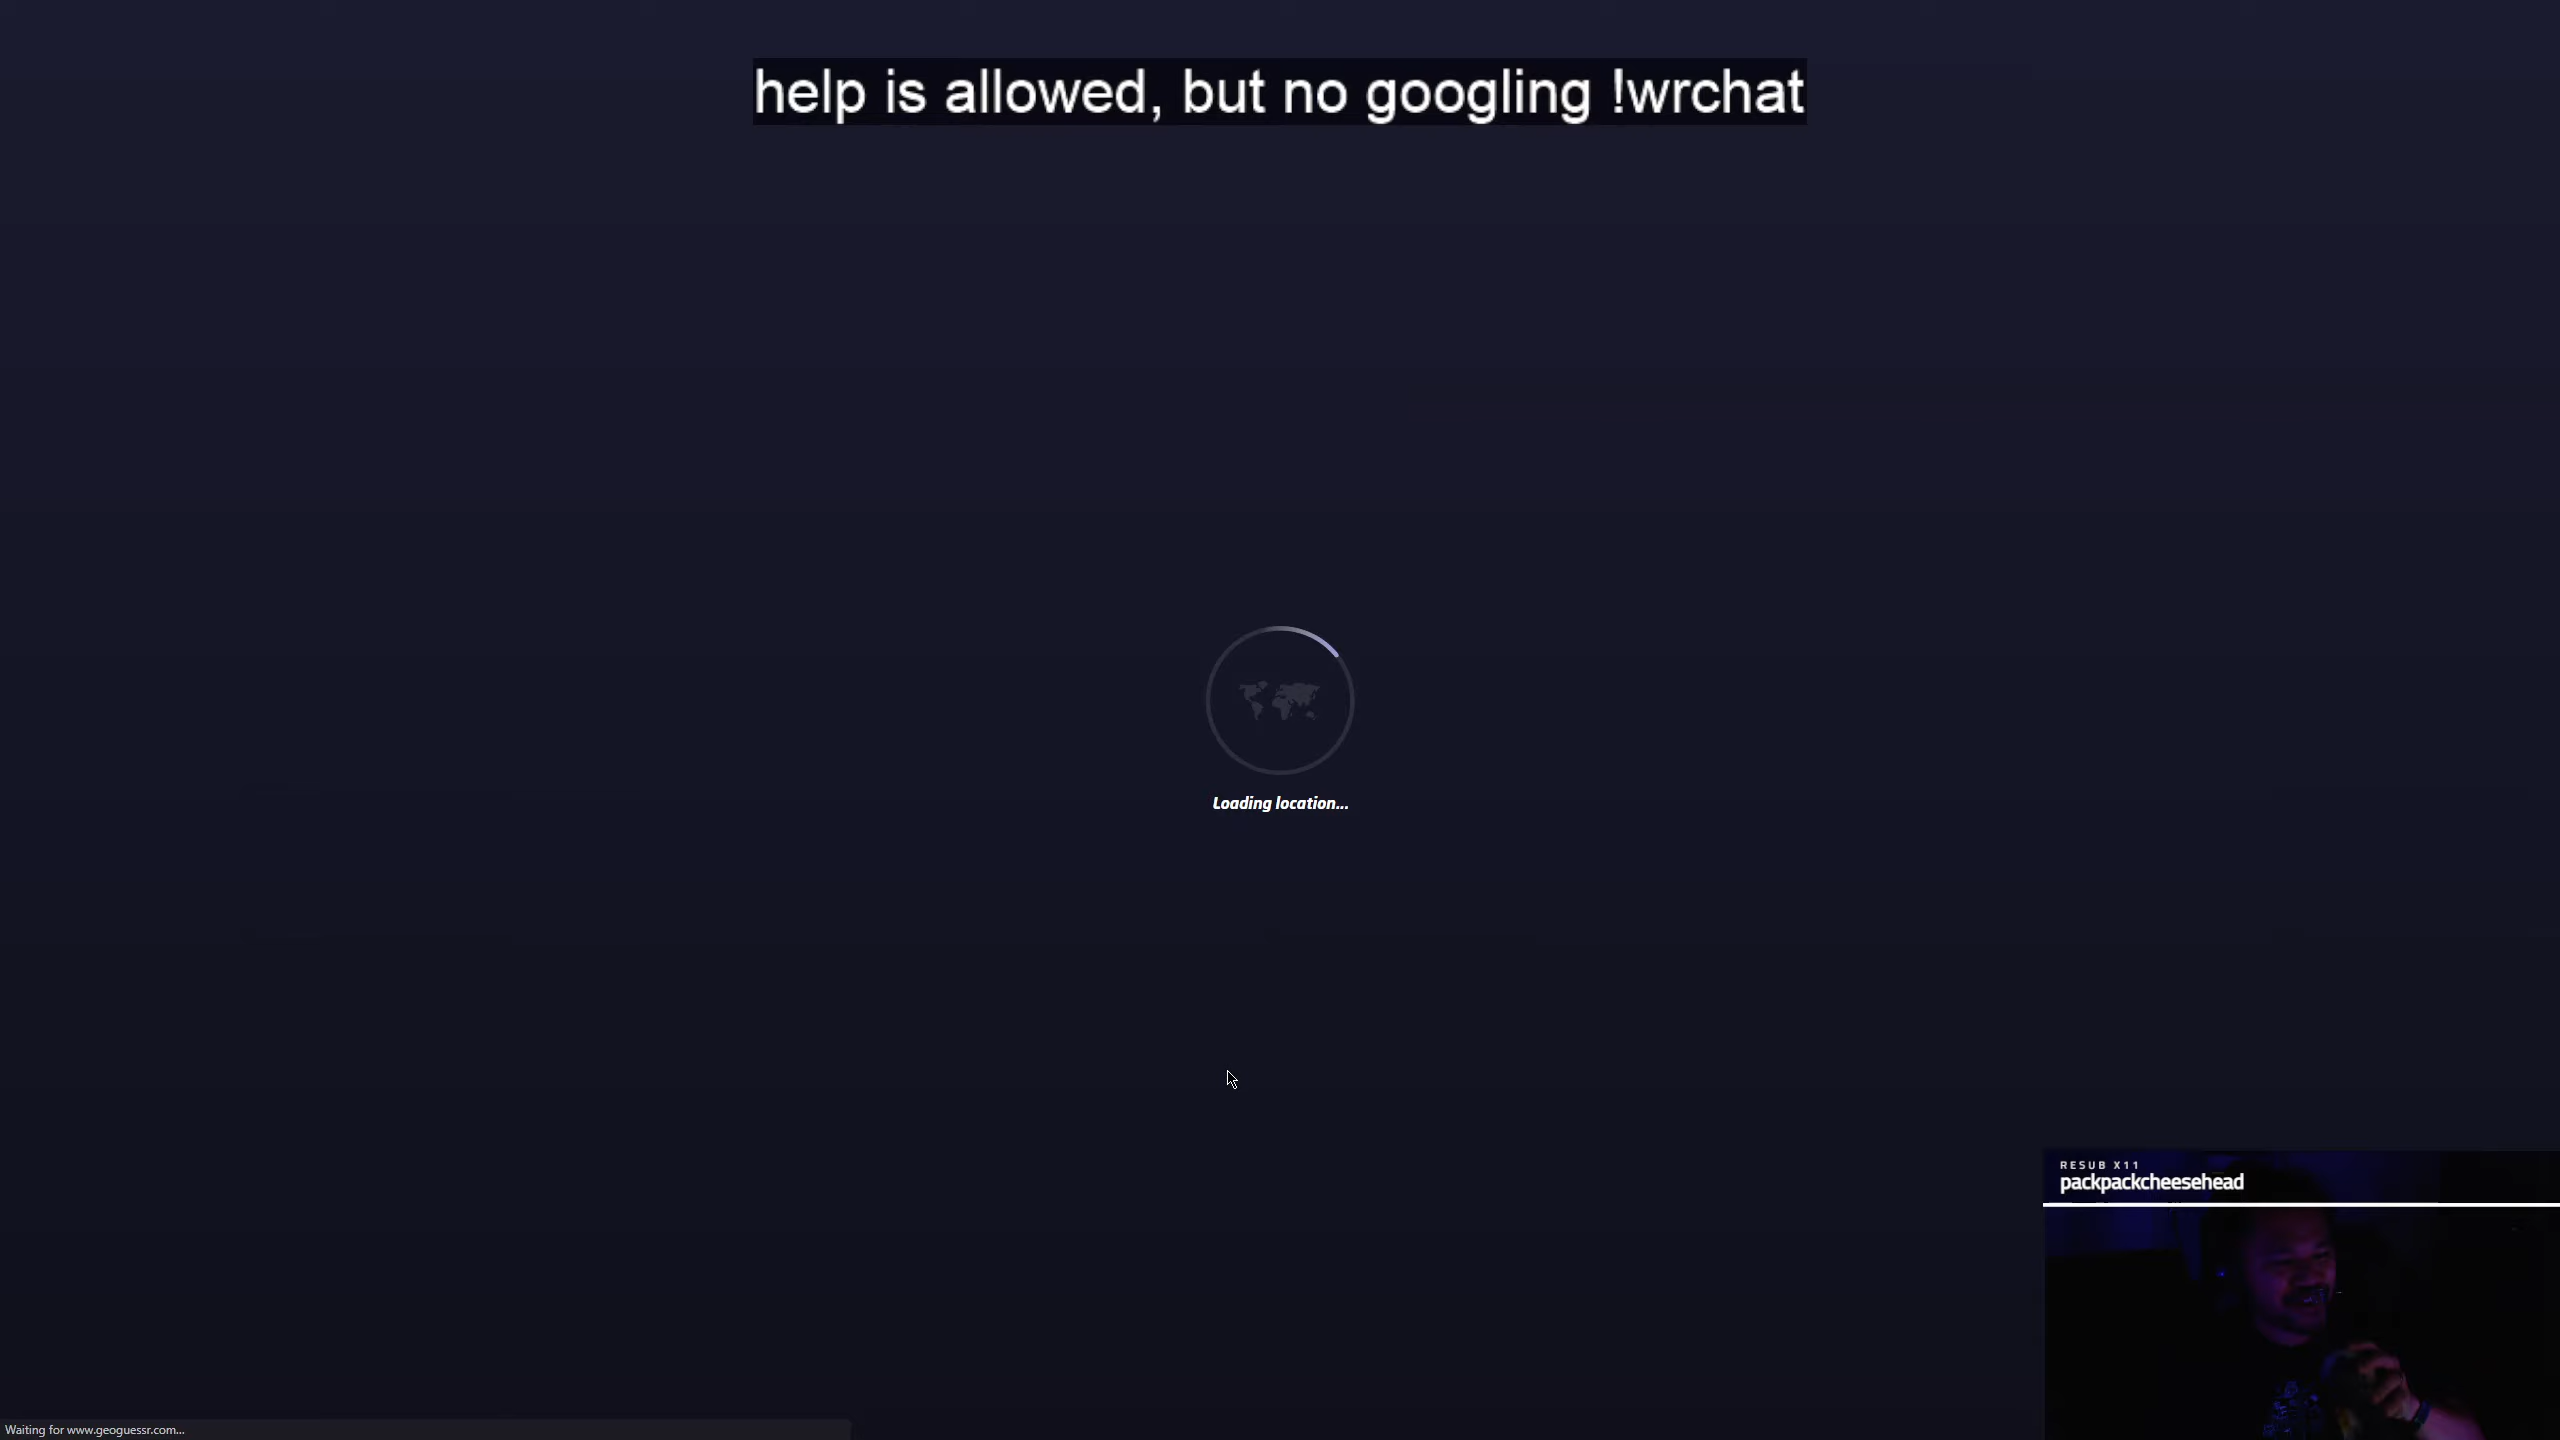 help is allowed, but no googling !wrchat
Loading location...
RESUB X11
packpackcheesehead
Waiting for www.geoguessr.com...